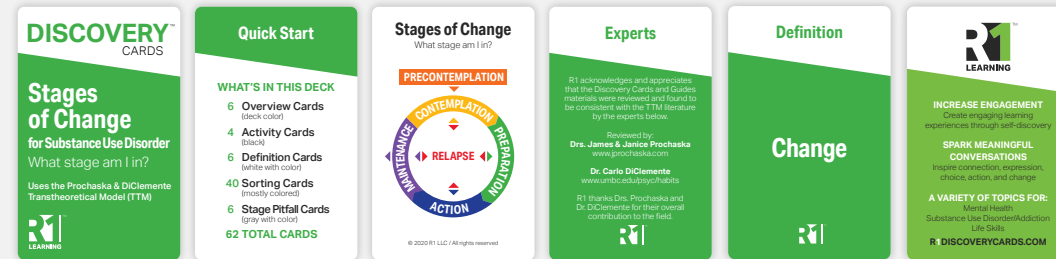 DISCOVERY™
CARDS
Stages
of Change
for Substance Use Disorder
What stage am I in?
Uses the Prochaska & DiClemente
Transtheoretical Model (TTM)
R1
LEARNING
Quick Start
WHAT'S IN THIS DECK
6 Overview Cards
(deck color)
4 Activity Cards
(black)
6 Definition Cards
(white with color)
40 Sorting Cards
(mostly colored)
6 Stage Pitfall Cards
(gray with color)
62 TOTAL CARDS
Stages of Change
What stage am I in?
PRECONTEMPLATION
CONTEMPLATION
PREPARATION
ACTION
MAINTENANCE
RELAPSE
© 2020 R1 LLC / All rights reserved
Experts
R1 acknowledges and appreciates
that the Discovery Cards and Guides
materials were reviewed and found to
be consistent with the TTM literature
by the experts below.
Reviewed by:
Drs. James & Janice Prochaska
www.jprochaska.com
Dr. Carlo DiClemente
www.umbc.edu/psyc/habits
R1 thanks Drs. Prochaska and
Dr. DiClemente for their overall
contribution to the field.
R1
Definition
Change
R1
R1
LEARNING
INCREASE ENGAGEMENT
Create engaging learning
experiences through self-discovery
SPARK MEANINGFUL
CONVERSATIONS
Inspire connection, expression,
choice, action, and change
A VARIETY OF TOPICS FOR:
Mental Health
Substance Use Disorder/Addiction
Life Skills
R1DISCOVERYCARDS.COM